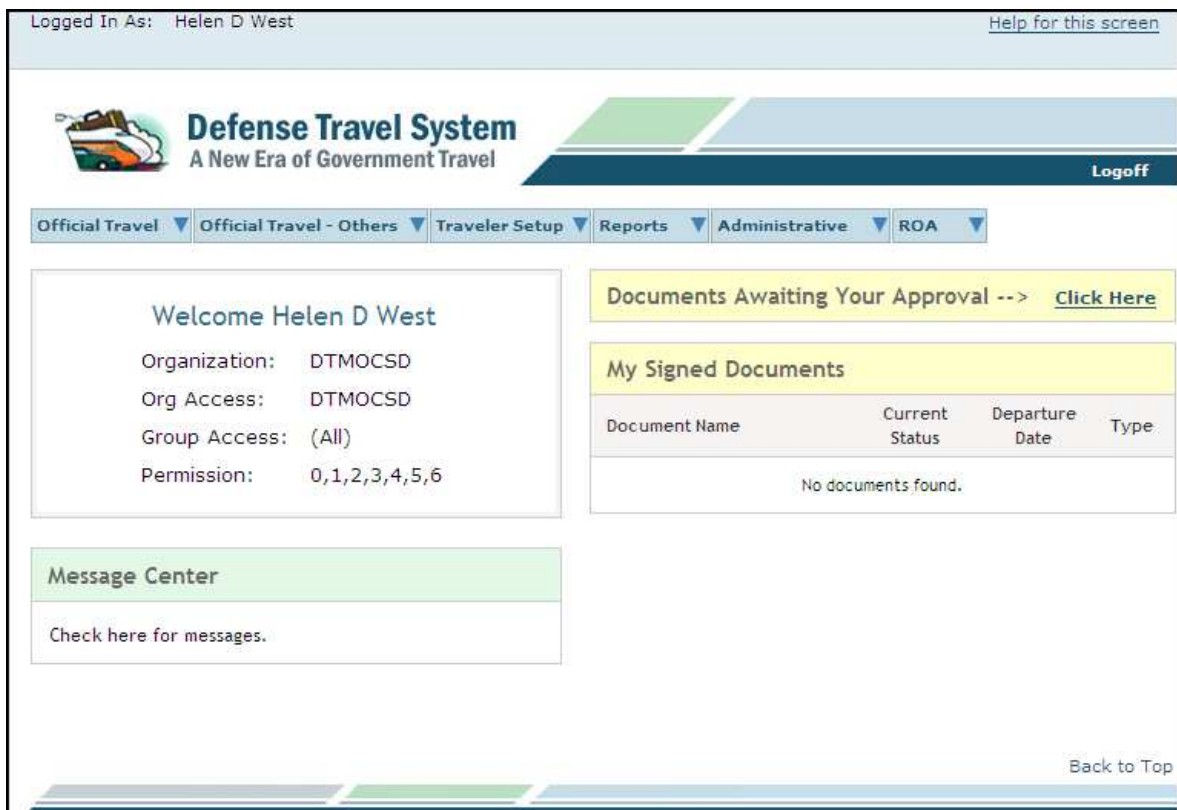 Logged In As: Helen D West
Help for this screen
Defense Travel System
A New Era of Government Travel
Logoff
Official Travel
Official Travel - Others
Traveler Setup
Reports
Administrative
ROA
Welcome Helen D West
Organization: DTMOCSD
Org Access: DTMOCSD
Group Access: (All)
Permission: 0,1,2,3,4,5,6
Message Center
Check here for messages.
Documents Awaiting Your Approval --> Click Here
My Signed Documents
Document Name
Current
Status
Departure
Date
Type
No documents found.
Back to Top